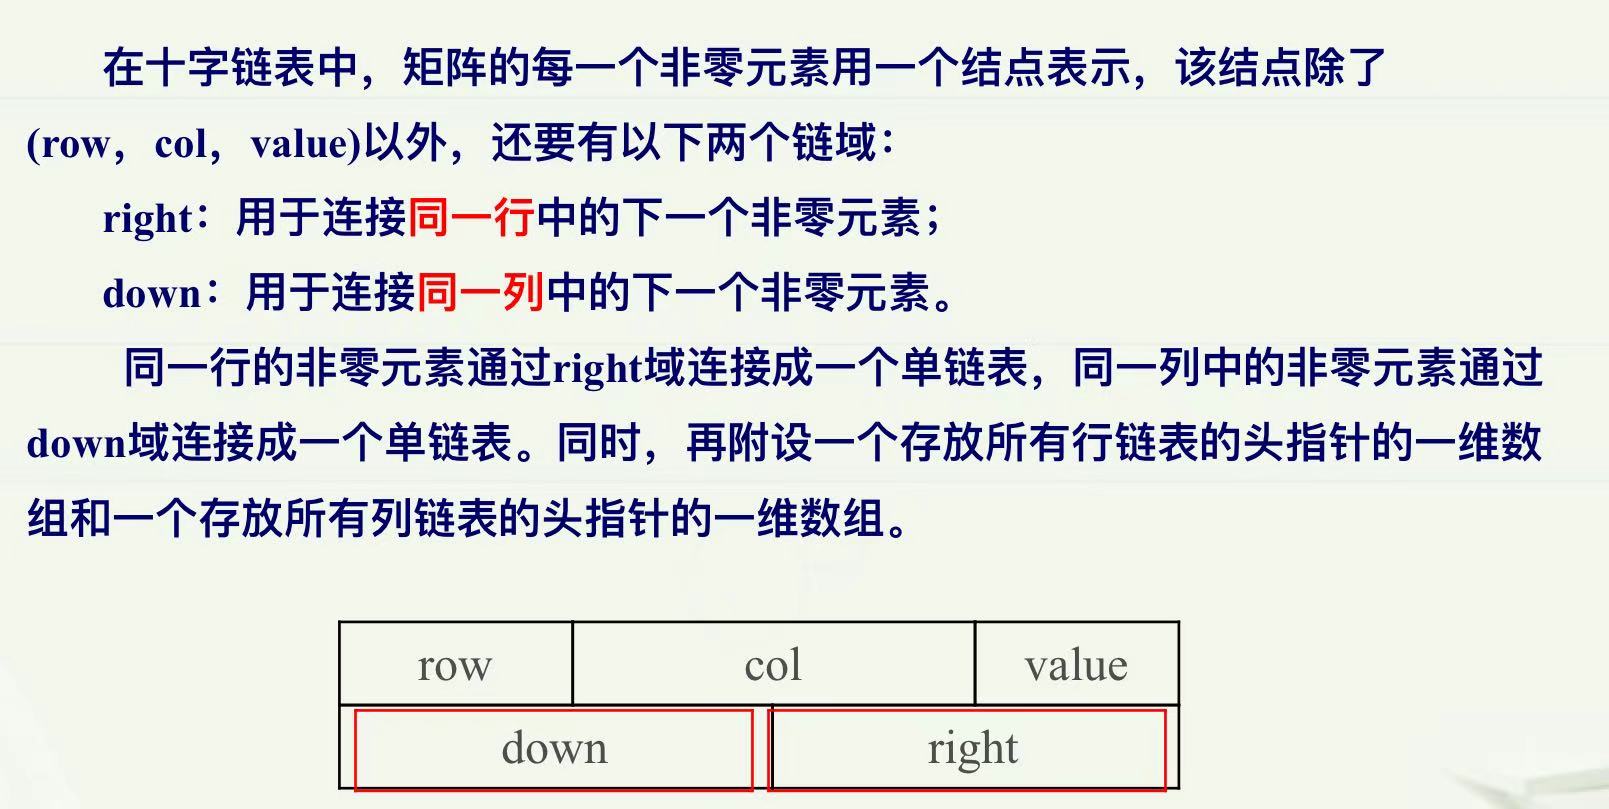 在十字链表中，矩阵的每一个非零元素用一个结点表示，该结点除了
(row，col，value)以外，还要有以下两个链域：
right：用于连接同一行中的下一个非零元素；
down：用于连接同一列中的下一个非零元素。
同一行的非零元素通过right域连接成一个单链表，同一列中的非零元素通过
down域连接成一个单链表。同时，再附设一个存放所有行链表的头指针的一维数
组和一个存放所有列链表的头指针的一维数组。
row col value
down right